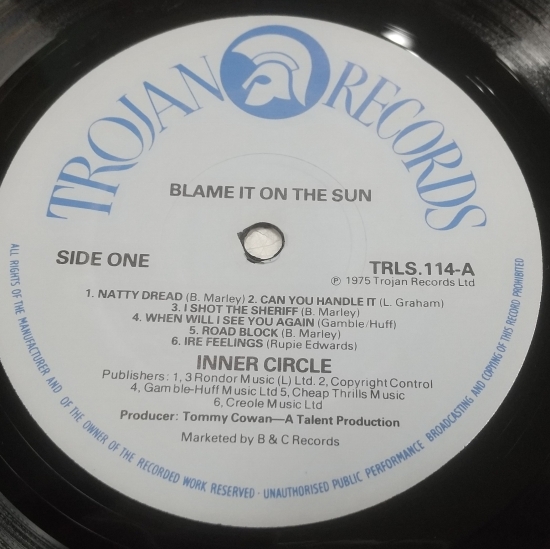 TROJAN RECORDS
BLAME IT ON THE SUN
SIDE ONE
TRLS.114-A
℗ 1975 Trojan Records Ltd
1. NATTY DREAD (B. Marley) 2. CAN YOU HANDLE IT (L. Graham)
3. I SHOT THE SHERIFF (B. Marley)
4. WHEN WILL I SEE YOU AGAIN (Gamble/Huff)
5. ROAD BLOCK (B. Marley)
6. IRE FEELINGS (Rupie Edwards)
INNER CIRCLE
Publishers: 1, 3 Rondor Music (L) Ltd. 2, Copyright Control
4, Gamble-Huff Music Ltd 5, Cheap Thrills Music
6, Creole Music Ltd
Producer: Tommy Cowan—A Talent Production
Marketed by B & C Records
ALL RIGHTS OF THE MANUFACTURER AND OF THE OWNER OF THE RECORDED WORK RESERVED · UNAUTHORISED PUBLIC PERFORMANCE BROADCASTING AND COPYING OF THIS RECORD PROHIBITED